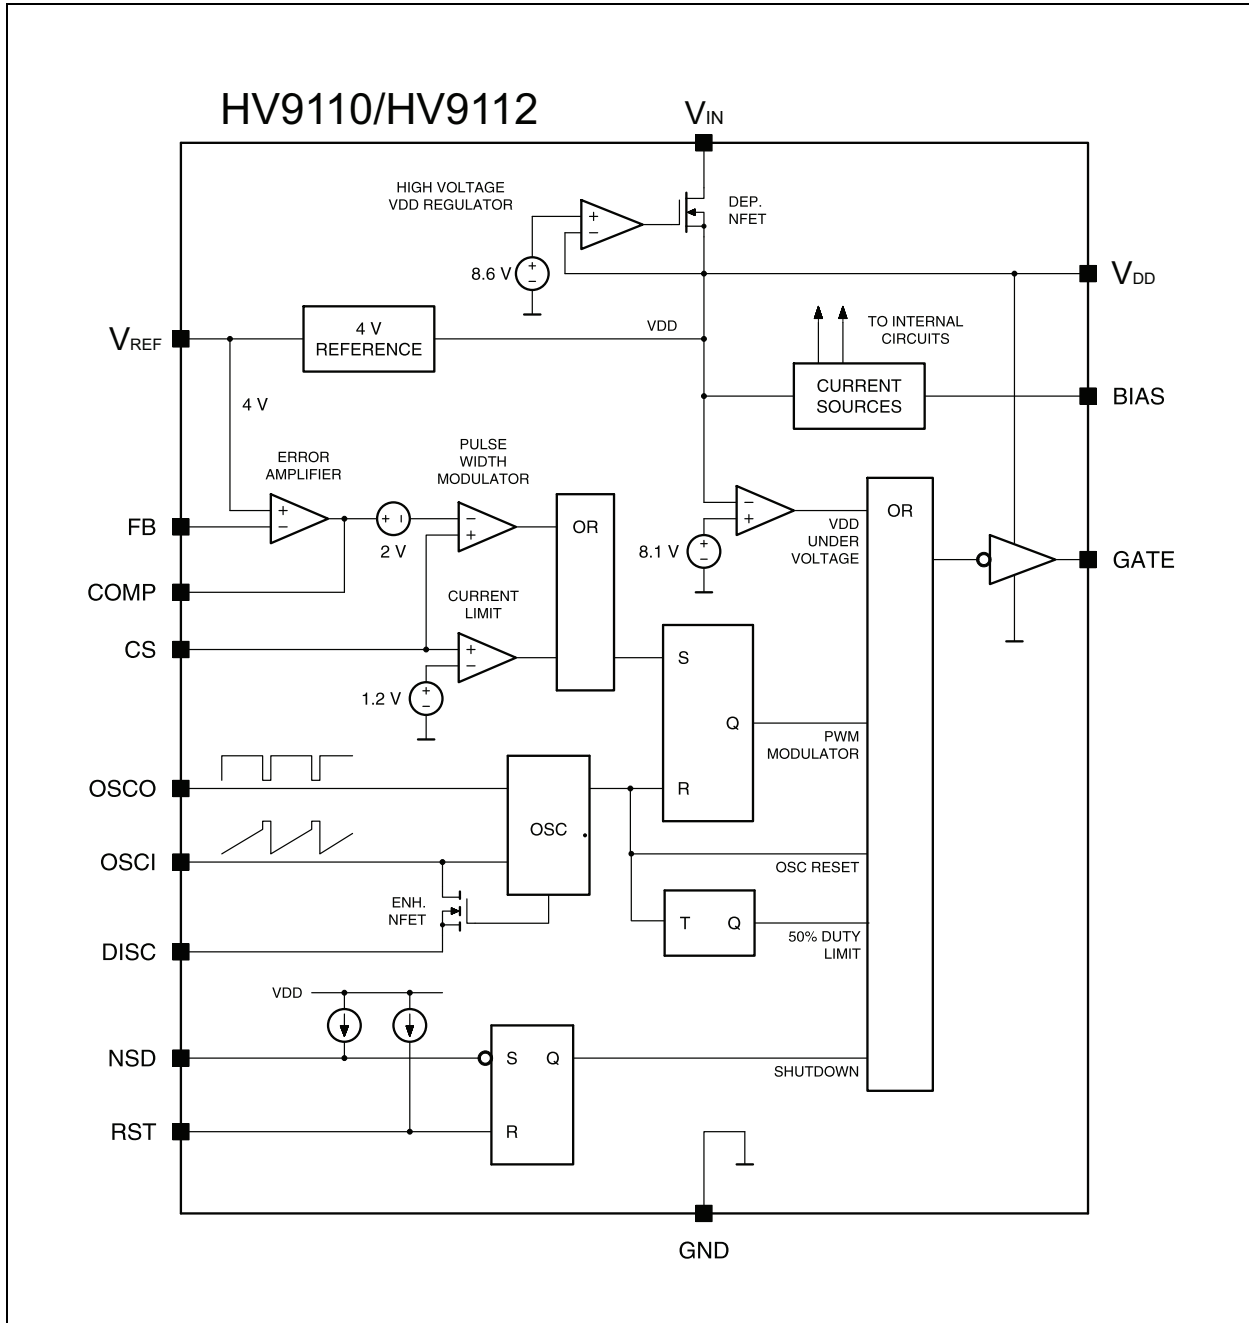 HV9110/HV9112
VIN
HIGH VOLTAGE
VDD REGULATOR
+
−
DEP.
NFET
8.6 V
+
−
VDD
VREF
4 V
REFERENCE
VDD
TO INTERNAL
CIRCUITS
4 V
CURRENT
SOURCES
BIAS
ERROR
AMPLIFIER
PULSE
WIDTH
MODULATOR
FB
+
−
+ −
2 V
−
+
OR
−
+
VDD
UNDER
VOLTAGE
8.1 V
+
−
OR
GATE
COMP
CURRENT
LIMIT
CS
+
−
1.2 V
+
−
S
Q
R
PWM
MODULATOR
OSCO
OSC
OSCI
OSC RESET
ENH.
NFET
T Q
50% DUTY
LIMIT
DISC
VDD
NSD
S Q
R
SHUTDOWN
RST
GND